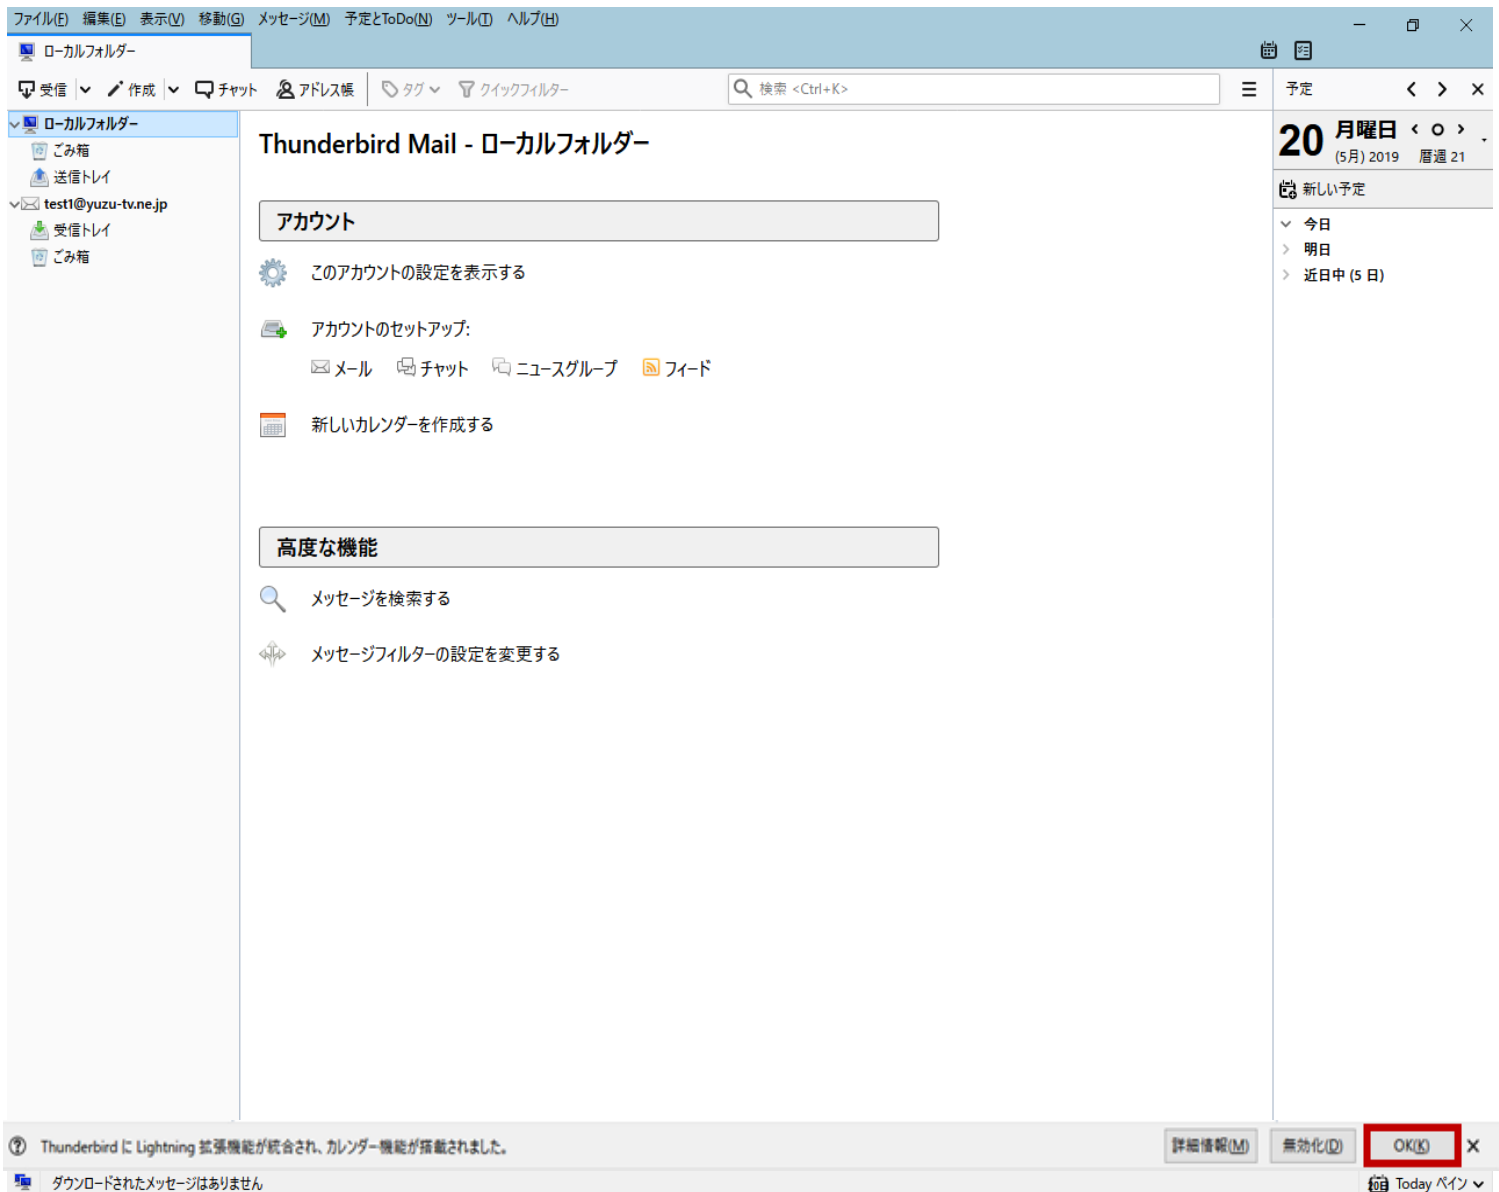 ファイル(F) 編集(E) 表示(V) 移動(G) メッセージ(M) 予定とToDo(N) ツール(T) ヘルプ(H)
ローカルフォルダー
受信 作成 チャット アドレス帳 タグ クイックフィルター 検索 <Ctrl+K> 予定
ローカルフォルダー
ごみ箱
送信トレイ
test1@yuzu-tv.ne.jp
受信トレイ
ごみ箱
Thunderbird Mail - ローカルフォルダー
アカウント
このアカウントの設定を表示する
アカウントのセットアップ:
メール チャット ニュースグループ フィード
新しいカレンダーを作成する
高度な機能
メッセージを検索する
メッセージフィルターの設定を変更する
20 月曜日
(5月) 2019 暦週 21
新しい予定
今日
明日
近日中 (5 日)
Thunderbird に Lightning 拡張機能が統合され、カレンダー機能が搭載されました。 詳細情報(M) 無効化(D) OK(K)
ダウンロードされたメッセージはありません 20日 Today ペイン